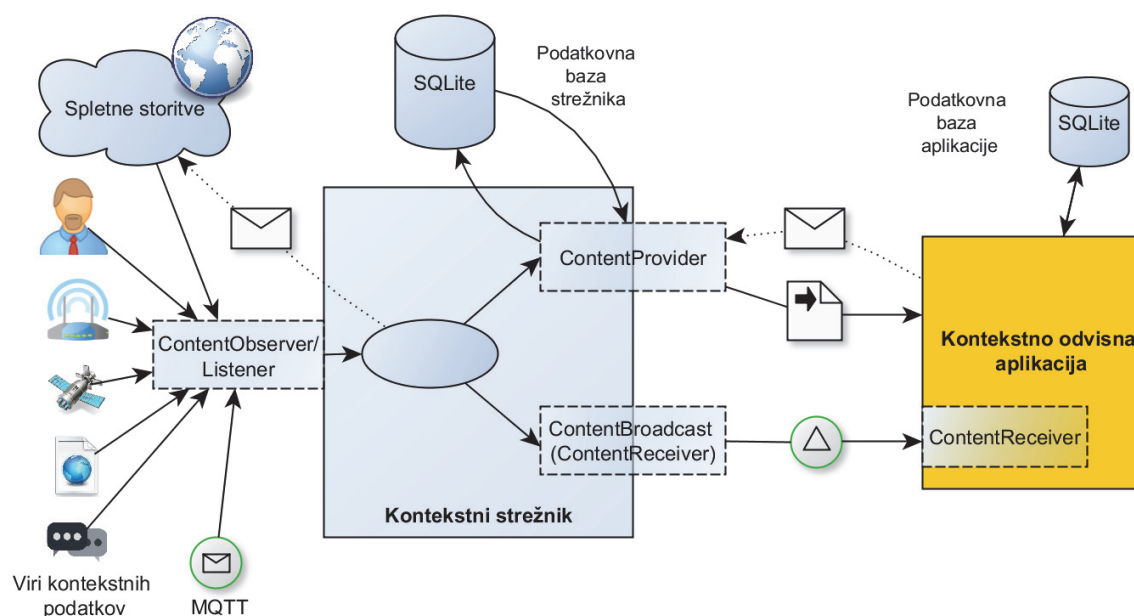 Spletne storitve
SQLite
Podatkovna
baza
strežnika
Podatkovna
baza
aplikacije
SQLite
ContentProvider
ContentObserver/
Listener
Kontekstno odvisna
aplikacija
ContentBroadcast
(ContentReceiver)
ContentReceiver
Kontekstni strežnik
Viri kontekstnih
podatkov
MQTT